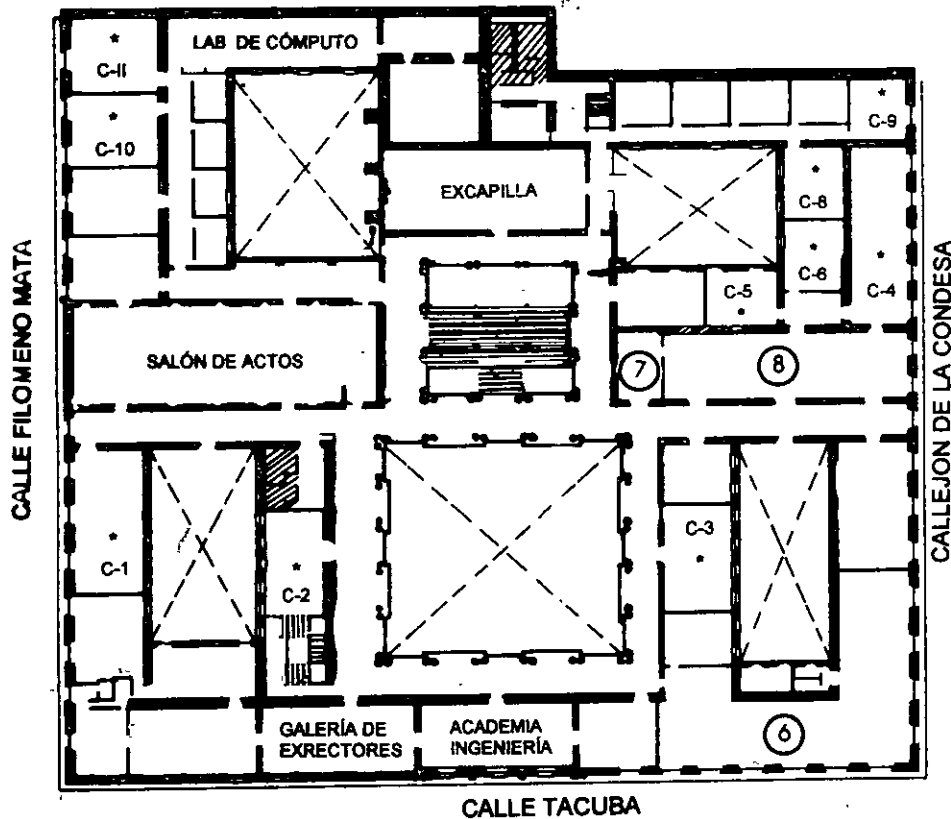 LAB DE CÓMPUTO
* C-II
* C-10
* C-9
EXCAPILLA
* C-8
* C-6
* C-4
C-5 *
SALÓN DE ACTOS
7
8
CALLE FILOMENO MATA
CALLEJON DE LA CONDESA
* C-1
* C-2
C-3 *
GALERÍA DE
EXRECTORES
ACADEMIA
INGENIERÍA
6
CALLE TACUBA